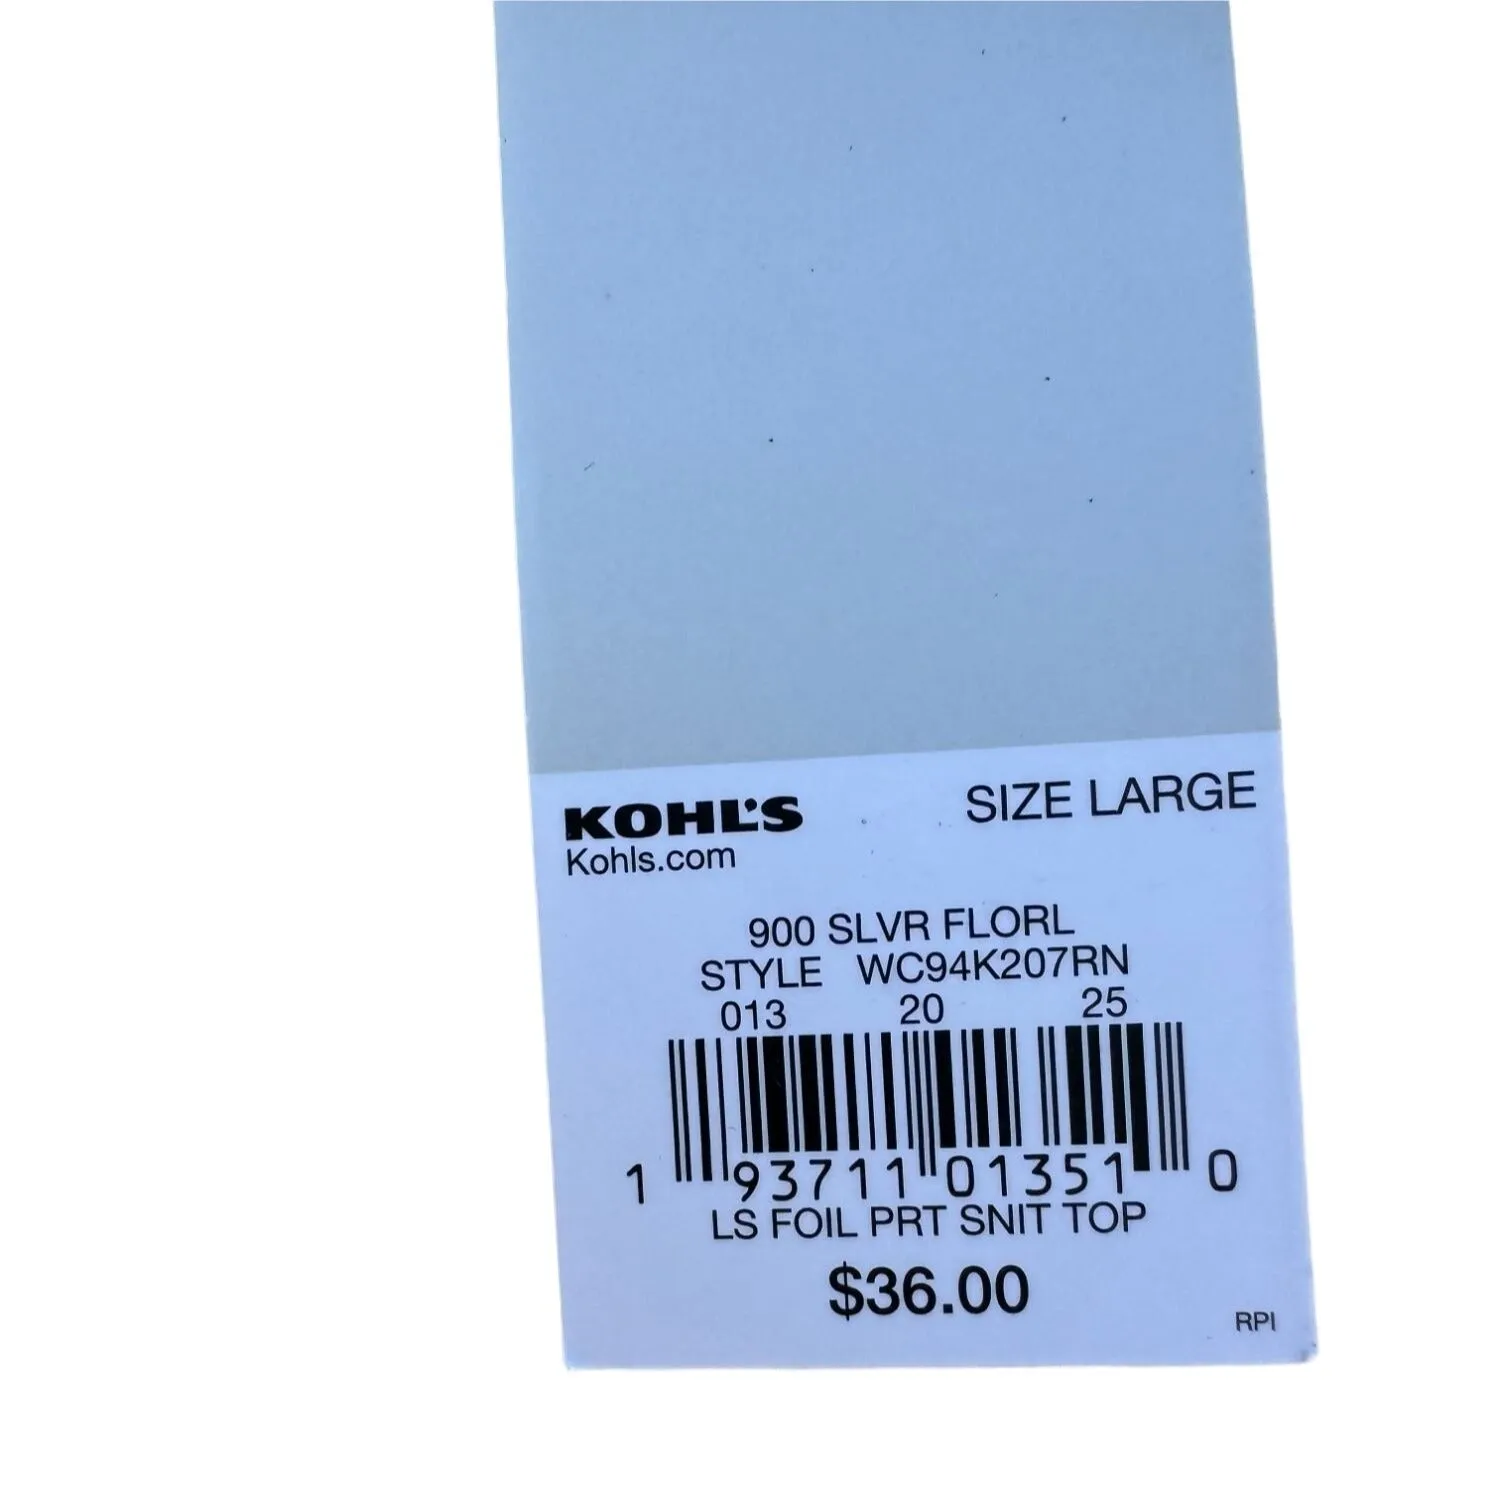 KOHL'S SIZE LARGE
Kohls.com
900 SLVR FLORL
STYLE WC94K207RN
013 20 25
1 93711 01351 0
LS FOIL PRT SNIT TOP
$36.00
RPI